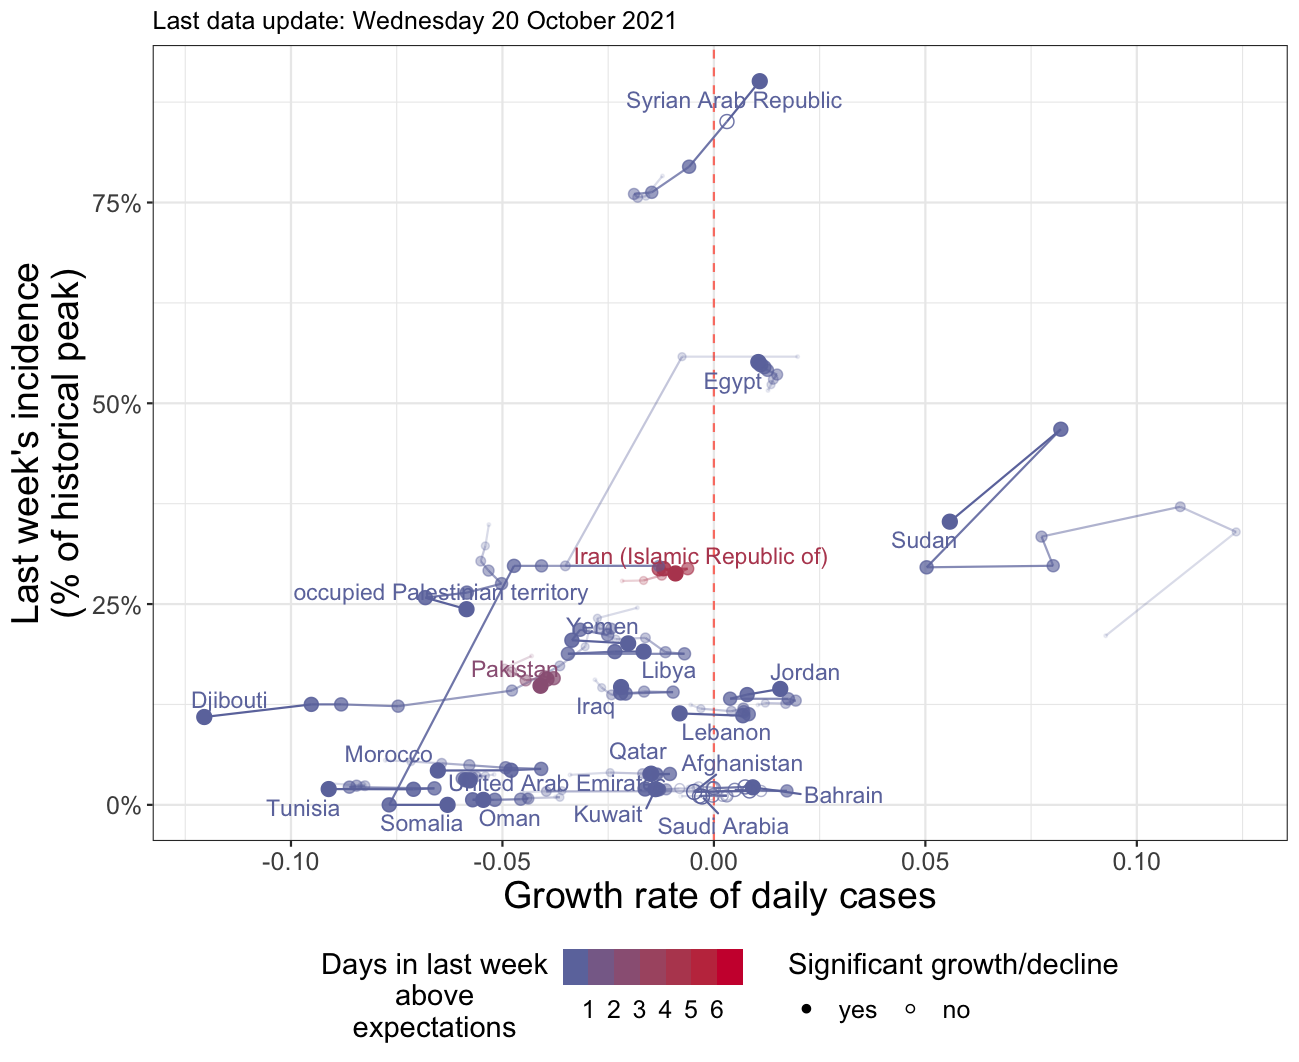 Last data update: Wednesday 20 October 2021
Last week's incidence
(% of historical peak)
75%
50%
25%
0%
Syrian Arab Republic
Egypt
Sudan
Iran (Islamic Republic of)
occupied Palestinian territory
Yemen
Pakistan
Libya
Jordan
Djibouti
Iraq
Lebanon
Morocco
Qatar
Afghanistan
United Arab Emirates
Bahrain
Tunisia
Somalia
Oman
Kuwait
Saudi Arabia
-0.10
-0.05
0.00
0.05
0.10
Growth rate of daily cases
Days in last week
above
expectations
1 2 3 4 5 6
Significant growth/decline
yes
no